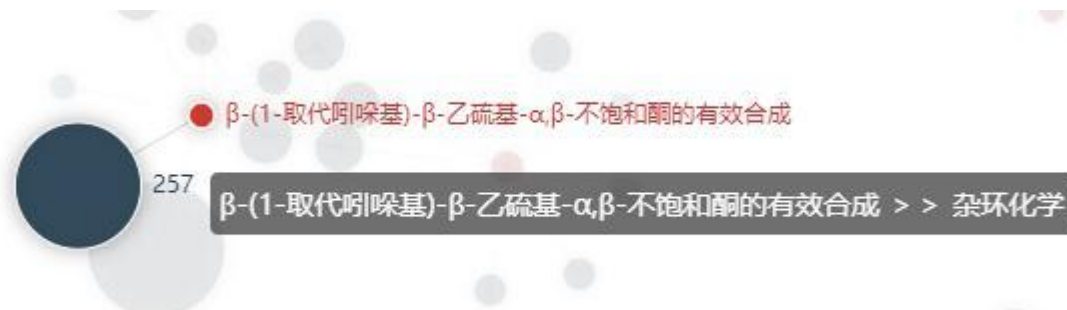 β-(1-取代吲哚基)-β-乙硫基-α,β-不饱和酮的有效合成
257
β-(1-取代吲哚基)-β-乙硫基-α,β-不饱和酮的有效合成 > > 杂环化学